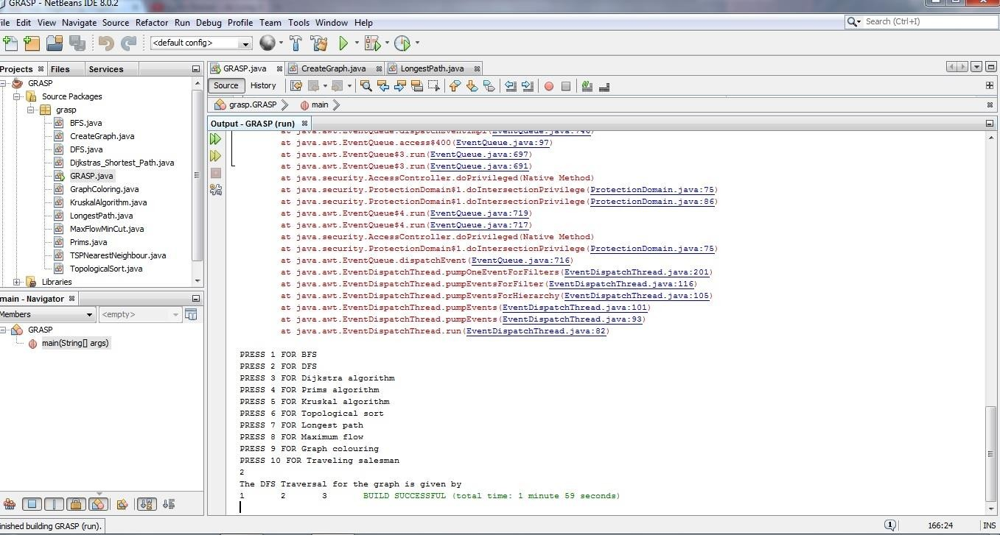 GRASP - NetBeans IDE 8.0.2
File Edit View Navigate Source Refactor Run Debug Profile Team Tools Window Help
Search (Ctrl+I)
<default config>
Projects Files Services
GRASP
Source Packages
grasp
BFS.java
CreateGraph.java
DFS.java
Dijkstras_Shortest_Path.java
GRASP.java
GraphColoring.java
KruskalAlgorithm.java
LongestPath.java
MaxFlowMinCut.java
Prims.java
TSPNearestNeighbour.java
TopologicalSort.java
Libraries
main - Navigator
Members <empty>
GRASP
main(String[] args)
GRASP.java CreateGraph.java LongestPath.java
Source History
grasp.GRASP main
Output - GRASP (run)
at java.awt.EventQueue.dispatchEventImpl(EventQueue.java:746)
at java.awt.EventQueue.access$400(EventQueue.java:97)
at java.awt.EventQueue$3.run(EventQueue.java:697)
at java.awt.EventQueue$3.run(EventQueue.java:691)
at java.security.AccessController.doPrivileged(Native Method)
at java.security.ProtectionDomain$1.doIntersectionPrivilege(ProtectionDomain.java:75)
at java.security.ProtectionDomain$1.doIntersectionPrivilege(ProtectionDomain.java:86)
at java.awt.EventQueue$4.run(EventQueue.java:719)
at java.awt.EventQueue$4.run(EventQueue.java:717)
at java.security.AccessController.doPrivileged(Native Method)
at java.security.ProtectionDomain$1.doIntersectionPrivilege(ProtectionDomain.java:75)
at java.awt.EventQueue.dispatchEvent(EventQueue.java:716)
at java.awt.EventDispatchThread.pumpOneEventForFilters(EventDispatchThread.java:201)
at java.awt.EventDispatchThread.pumpEventsForFilter(EventDispatchThread.java:116)
at java.awt.EventDispatchThread.pumpEventsForHierarchy(EventDispatchThread.java:105)
at java.awt.EventDispatchThread.pumpEvents(EventDispatchThread.java:101)
at java.awt.EventDispatchThread.pumpEvents(EventDispatchThread.java:93)
at java.awt.EventDispatchThread.run(EventDispatchThread.java:82)
PRESS 1 FOR BFS
PRESS 2 FOR DFS
PRESS 3 FOR Dijkstra algorithm
PRESS 4 FOR Prims algorithm
PRESS 5 FOR Kruskal algorithm
PRESS 6 FOR Topological sort
PRESS 7 FOR Longest path
PRESS 8 FOR Maximum flow
PRESS 9 FOR Graph colouring
PRESS 10 FOR Traveling salesman
2
The DFS Traversal for the graph is given by
1 2 3 BUILD SUCCESSFUL (total time: 1 minute 59 seconds)
inished building GRASP (run).
1 166:24 INS